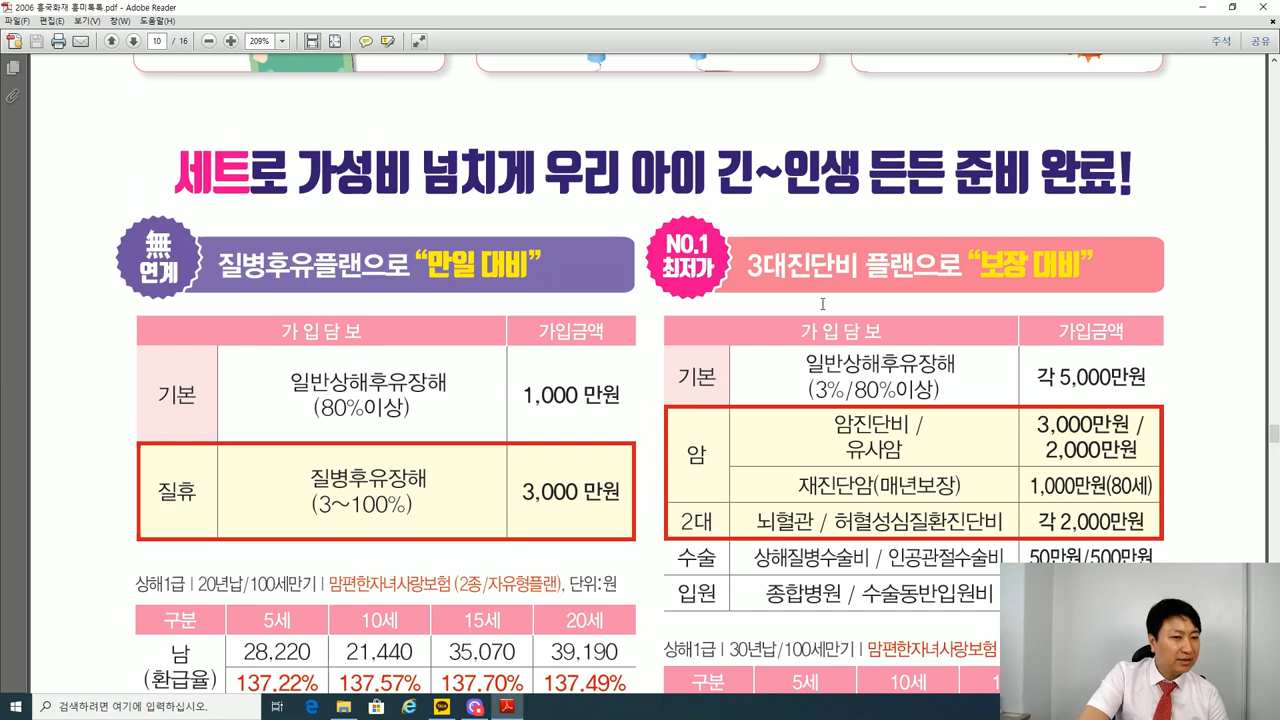 2006 흥국화재 흥미톡톡.pdf - Adobe Reader
파일(F) 편집(E) 보기(V) 창(W) 도움말(H)
10 / 16 209% 주석 공유
세트로 가성비 넘치게 우리 아이 긴~인생 든든 준비 완료!
無
연계
질병후유플랜으로 “만일 대비”
가 입 담 보 가입금액
기본 일반상해후유장해
(80%이상) 1,000 만원
질휴 질병후유장해
(3~100%) 3,000 만원
상해1급 | 20년납/100세만기 | 맘편한자녀사랑보험 (2종/자유형플랜), 단위:원
구분 5세 10세 15세 20세
남 28,220 21,440 35,070 39,190
(환급율) 137.22% 137.57% 137.70% 137.49%
NO.1
최저가
3대진단비 플랜으로 “보장 대비”
가 입 담 보 가입금액
기본 일반상해후유장해
(3%/80%이상) 각 5,000만원
암 암진단비 /
유사암 3,000만원 /
2,000만원
재진단암(매년보장) 1,000만원(80세)
2대 뇌혈관 / 허혈성심질환진단비 각 2,000만원
수술 상해질병수술비 / 인공관절수술비 50만원/500만원
입원 종합병원 / 수술동반입원비
상해1급 | 30년납/100세만기 | 맘편한자녀사랑보험
구분 5세 10세
검색하려면 여기에 입력하십시오.